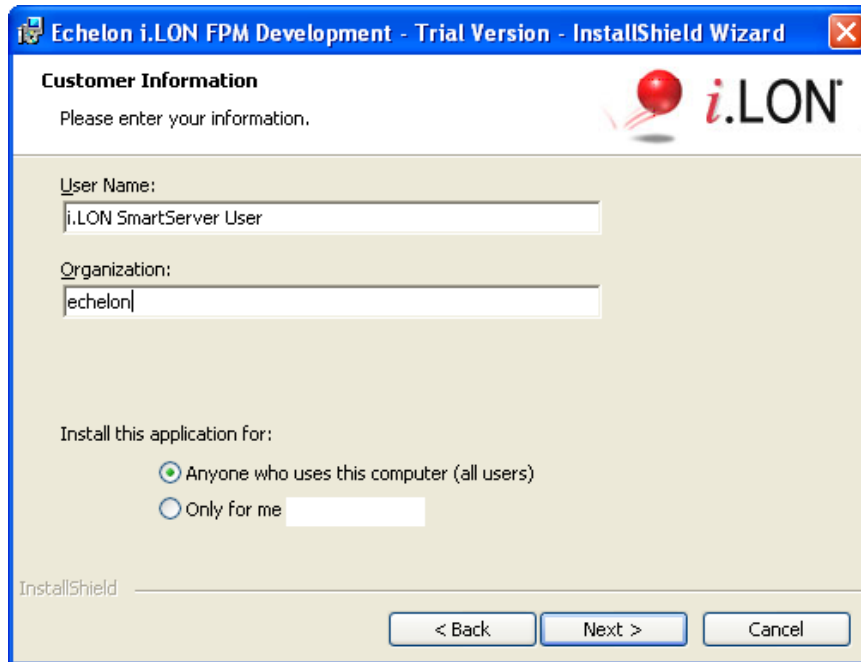 Echelon i.LON FPM Development - Trial Version - InstallShield Wizard
Customer Information
Please enter your information.
i.LON
User Name:
i.LON SmartServer User
Organization:
echelon
Install this application for:
Anyone who uses this computer (all users)
Only for me
InstallShield
< Back
Next >
Cancel